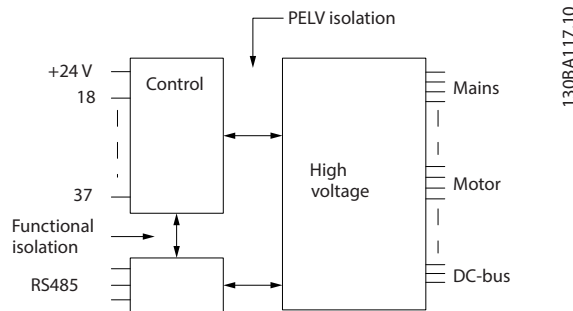 PELV isolation
130BA117.10
+24 V
Control
18
Mains
High
voltage
37
Motor
Functional
isolation
RS485
DC-bus